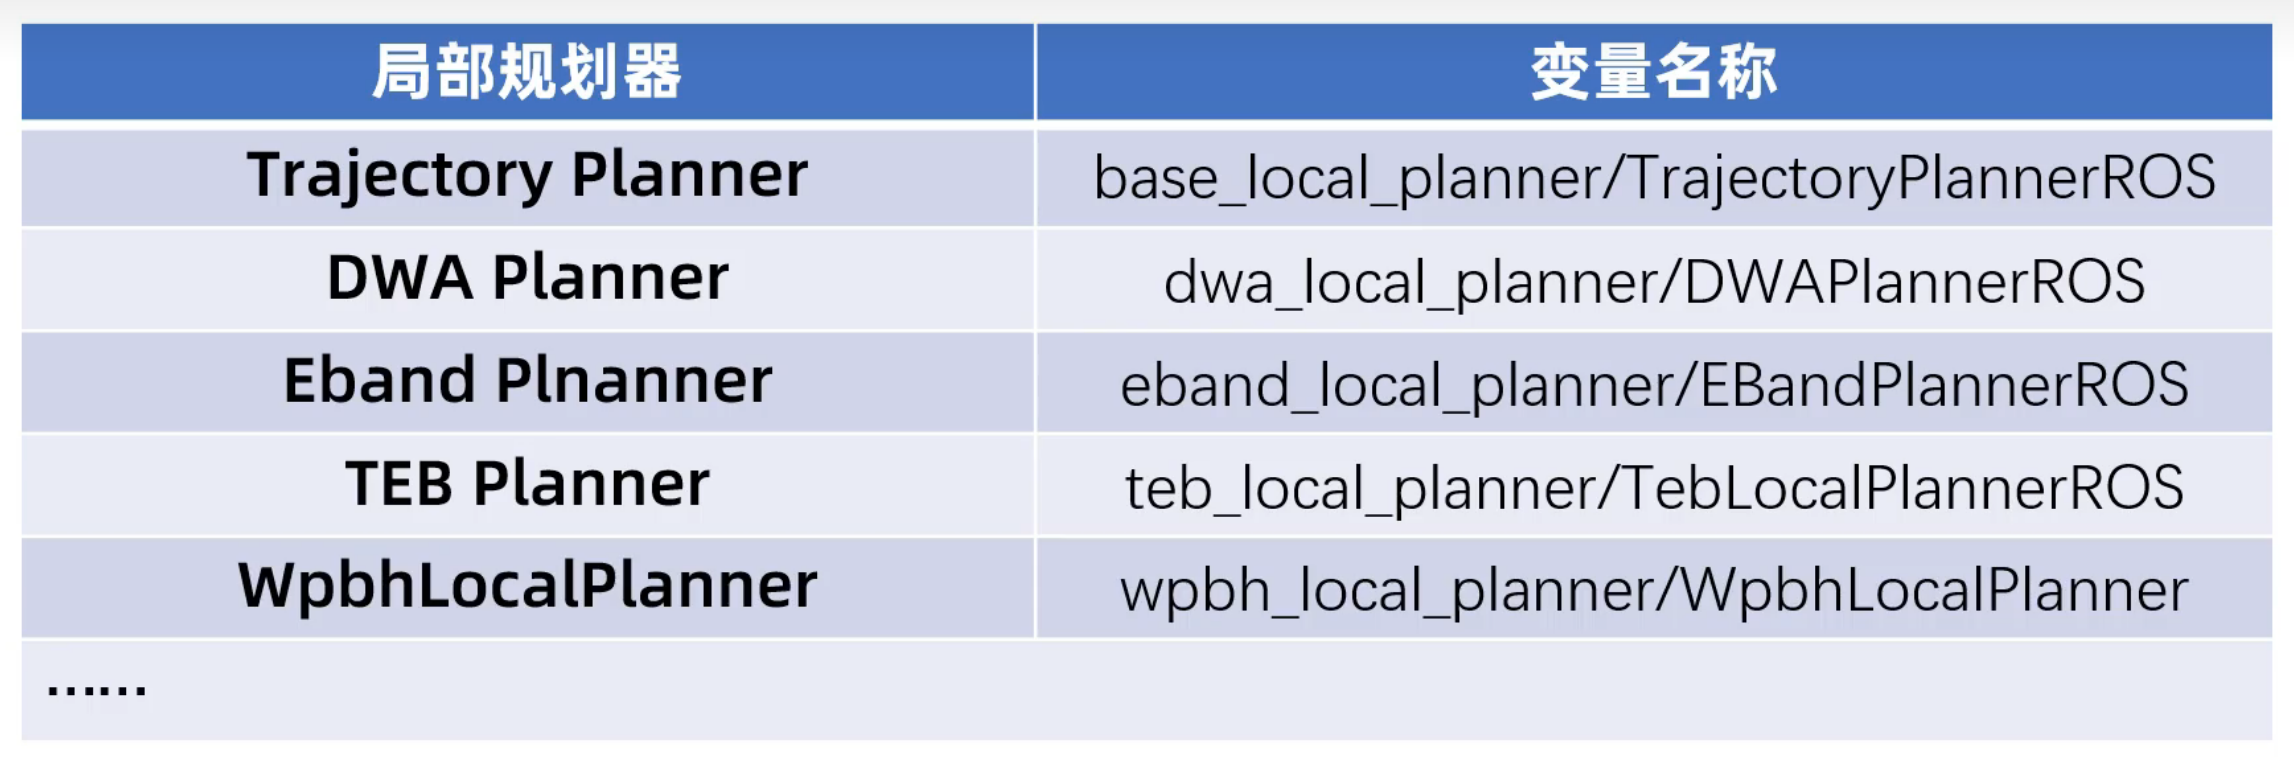 局部规划器 变量名称
Trajectory Planner base_local_planner/TrajectoryPlannerROS
DWA Planner dwa_local_planner/DWAPlannerROS
Eband Plnanner eband_local_planner/EBandPlannerROS
TEB Planner teb_local_planner/TebLocalPlannerROS
WpbhLocalPlanner wpbh_local_planner/WpbhLocalPlanner
……